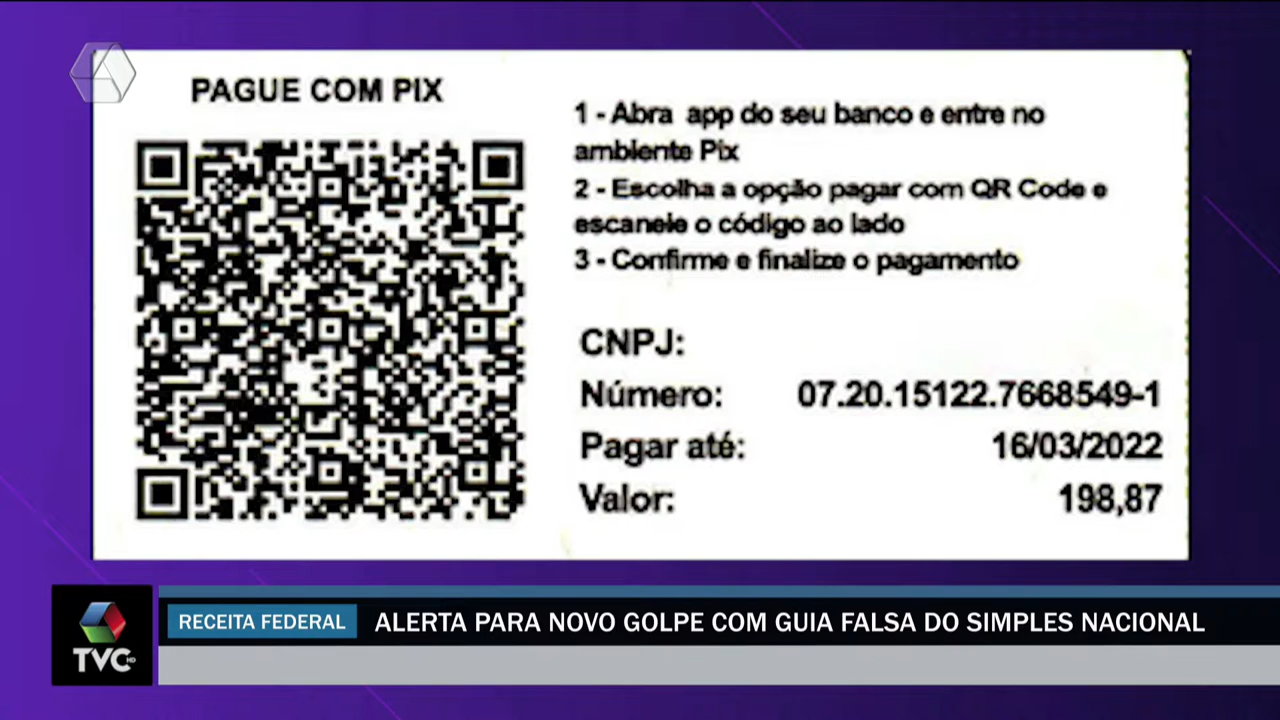 PAGUE COM PIX
1 - Abra app do seu banco e entre no
ambiente Pix
2 - Escolha a opção pagar com QR Code e
escaneie o código ao lado
3 - Confirme e finalize o pagamento
CNPJ:
Número: 07.20.15122.7668549-1
Pagar até: 16/03/2022
Valor: 198,87
RECEITA FEDERAL ALERTA PARA NOVO GOLPE COM GUIA FALSA DO SIMPLES NACIONAL
TVC HD